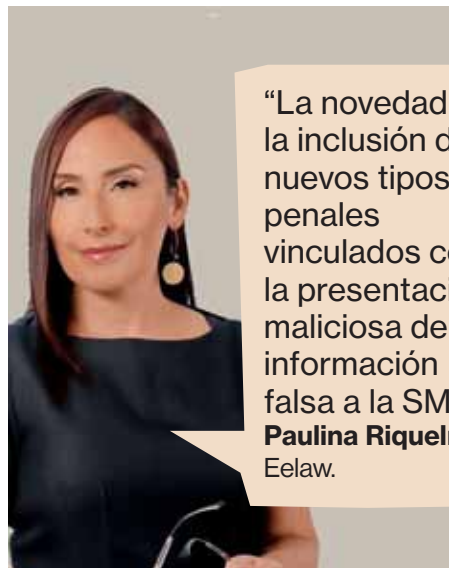 “La novedad
la inclusión d
nuevos tipos
penales
vinculados co
la presentaci
maliciosa de
información
falsa a la SM
Paulina Riquel
Eelaw.